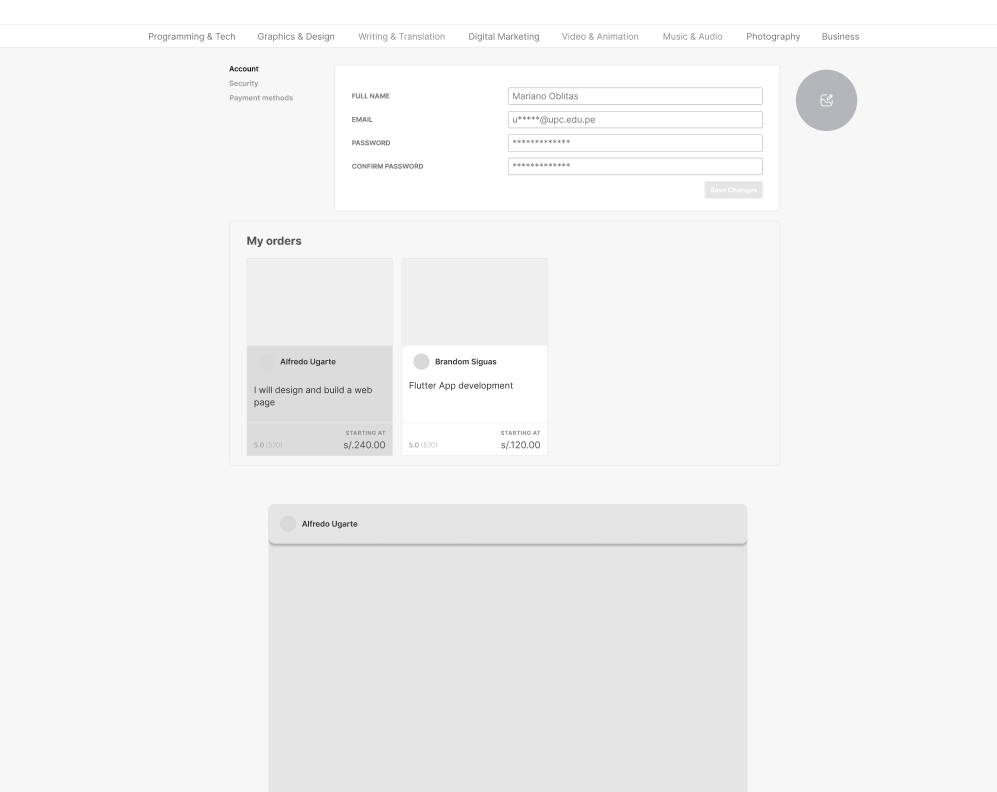 Programming & Tech Graphics & Design Writing & Translation Digital Marketing Video & Animation Music & Audio Photography Business
Account
Security
Payment methods
FULL NAME Mariano Oblitas
EMAIL u*****@upc.edu.pe
PASSWORD *************
CONFIRM PASSWORD *************
Save Changes
My orders
Alfredo Ugarte
I will design and build a web
page
STARTING AT
5.0 (570) s/.240.00
Brandom Siguas
Flutter App development
STARTING AT
5.0 (570) s/.120.00
Alfredo Ugarte